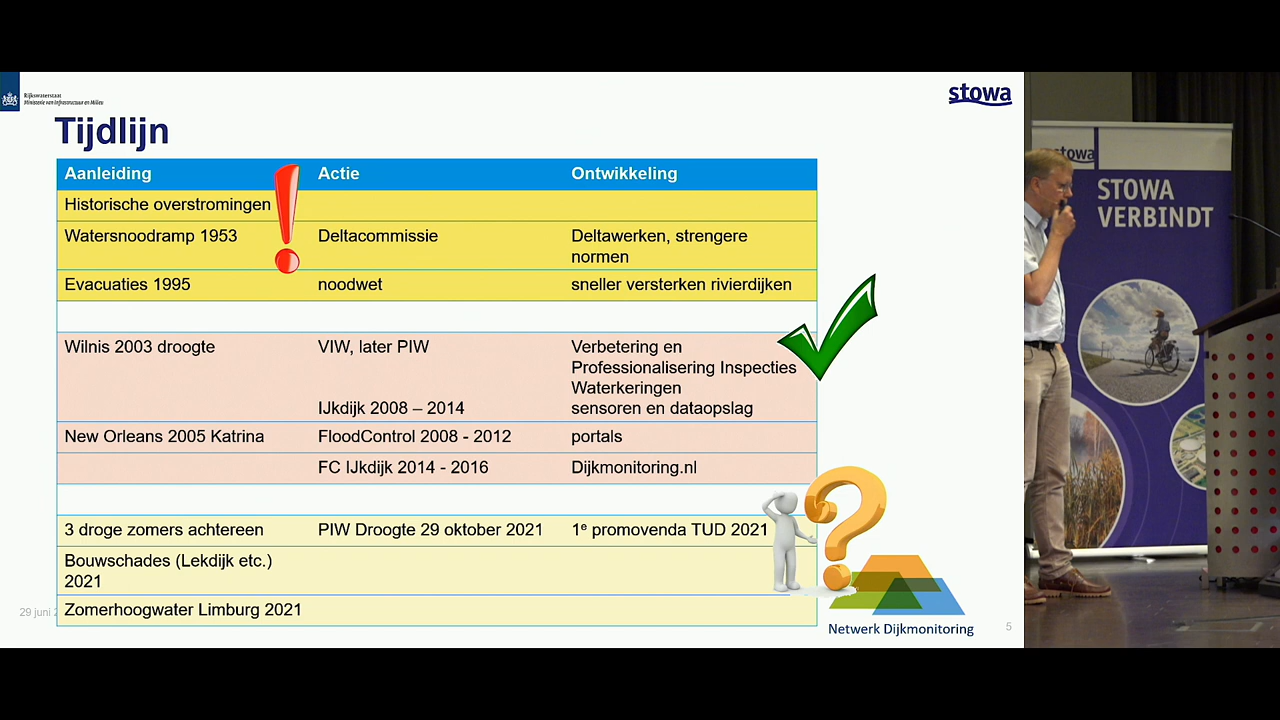 Rijkswaterstaat
Ministerie van Infrastructuur en Milieu
stowa
Tijdlijn
Aanleiding Actie Ontwikkeling
Historische overstromingen
Watersnoodramp 1953 Deltacommissie Deltawerken, strengere
normen
Evacuaties 1995 noodwet sneller versterken rivierdijken
Wilnis 2003 droogte VIW, later PIW Verbetering en
Professionalisering Inspecties
Waterkeringen
IJkdijk 2008 – 2014 sensoren en dataopslag
New Orleans 2005 Katrina FloodControl 2008 - 2012 portals
FC IJkdijk 2014 - 2016 Dijkmonitoring.nl
3 droge zomers achtereen PIW Droogte 29 oktober 2021 1e promovenda TUD 2021
Bouwschades (Lekdijk etc.)
2021
29 juni
Zomerhoogwater Limburg 2021
Netwerk Dijkmonitoring
5
stowa
STOWA
VERBINDT